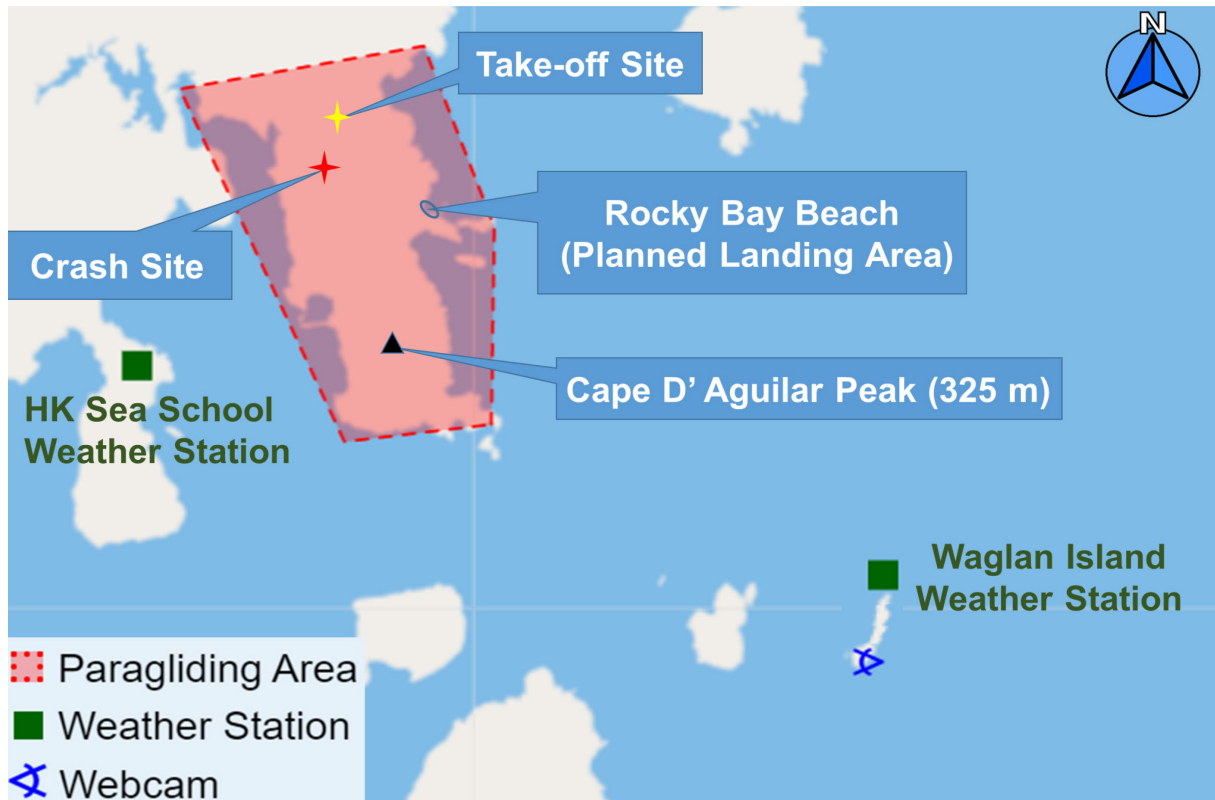 N
Take-off Site
Rocky Bay Beach
(Planned Landing Area)
Crash Site
Cape D’ Aguilar Peak (325 m)
HK Sea School
Weather Station
Waglan Island
Weather Station
Paragliding Area
Weather Station
Webcam